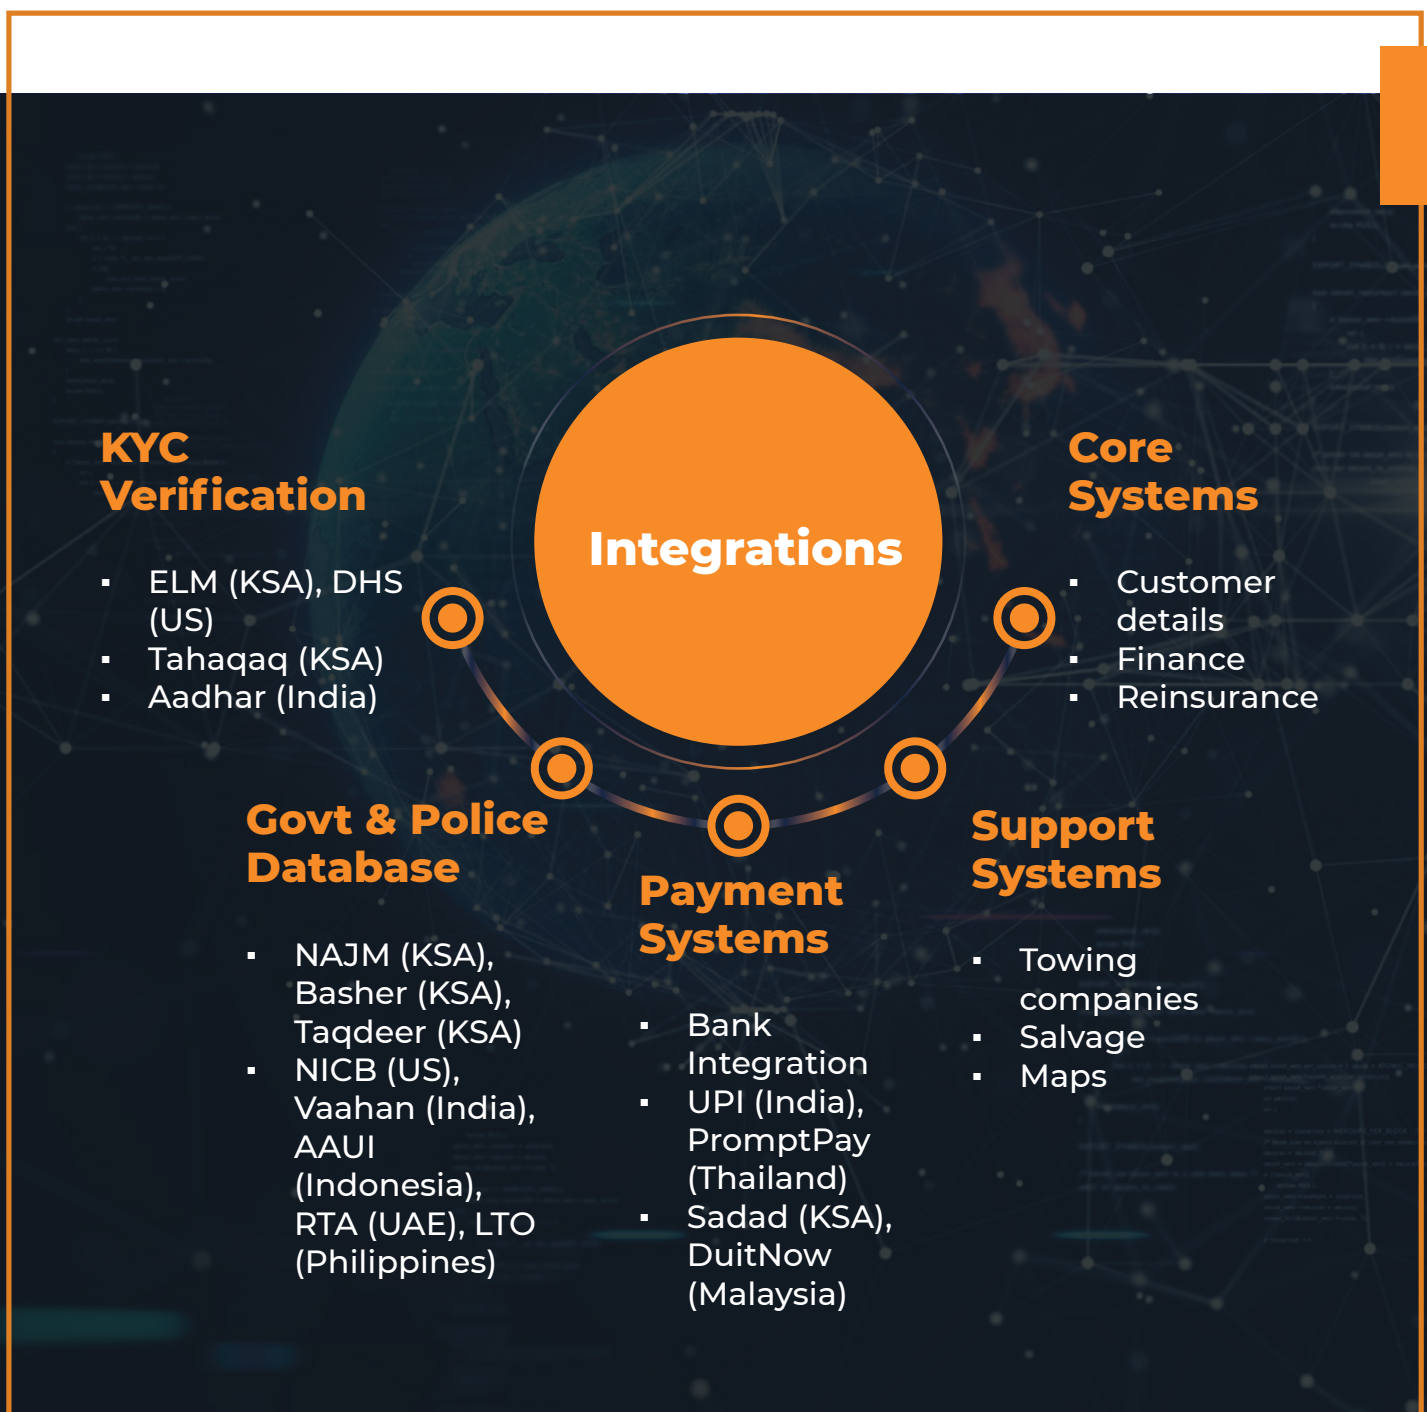 Integrations
KYC
Verification
▪ ELM (KSA), DHS
(US)
▪ Tahaqaq (KSA)
▪ Aadhar (India)
Govt & Police
Database
▪ NAJM (KSA),
Basher (KSA),
Taqdeer (KSA)
▪ NICB (US),
Vaahan (India),
AAUI
(Indonesia),
RTA (UAE), LTO
(Philippines)
Payment
Systems
▪ Bank
Integration
▪ UPI (India),
PromptPay
(Thailand)
▪ Sadad (KSA),
DuitNow
(Malaysia)
Support
Systems
▪ Towing
companies
▪ Salvage
▪ Maps
Core
Systems
▪ Customer
details
▪ Finance
▪ Reinsurance